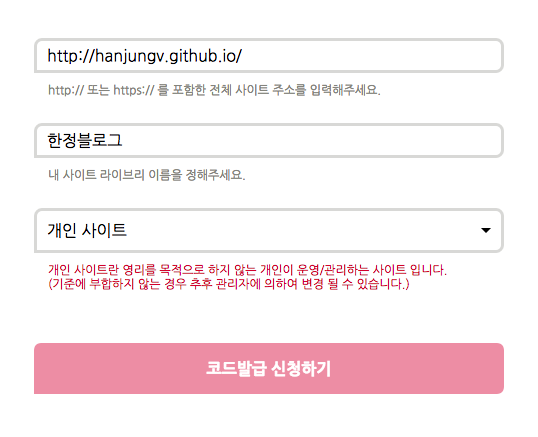 http://hanjungv.github.io/
http:// 또는 https:// 를 포함한 전체 사이트 주소를 입력해주세요.
한정블로그
내 사이트 라이브리 이름을 정해주세요.
개인 사이트
개인 사이트란 영리를 목적으로 하지 않는 개인이 운영/관리하는 사이트 입니다.
(기준에 부합하지 않는 경우 추후 관리자에 의하여 변경 될 수 있습니다.)
코드발급 신청하기